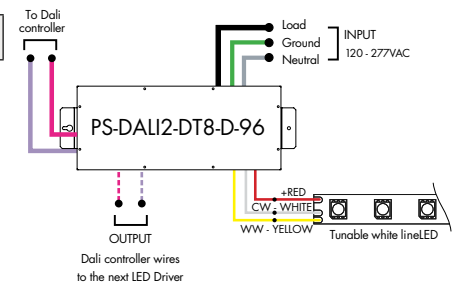 To Dali
controller
Load
Ground
Neutral
INPUT
120 - 277VAC
PS-DALI2-DT8-D-96
+RED
CW - WHITE
WW - YELLOW
Tunable white lineLED
OUTPUT
Dali controller wires
to the next LED Driver